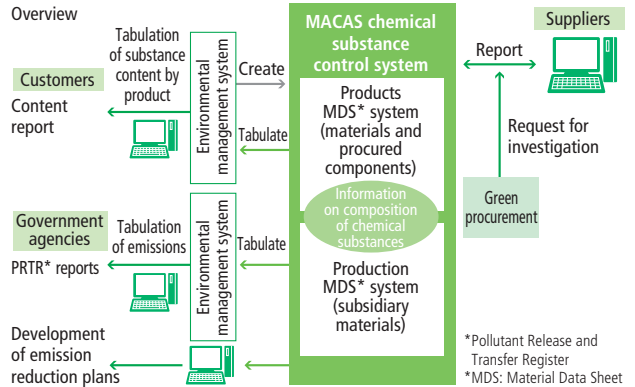 Overview
Tabulation
of substance
content by
product
Customers
Content
report
Environmental
management system
Create
Tabulate
MACAS chemical
substance
control system
Products
MDS* system
(materials and
procured
components)
Information
on composition
of chemical
substances
Production
MDS* system
(subsidiary
materials)
Suppliers
Report
Request for
investigation
Green
procurement
Government
agencies
PRTR* reports
Tabulation
of emissions
Environmental
management system
Tabulate
Development
of emission
reduction plans
*Pollutant Release and
Transfer Register
*MDS: Material Data Sheet